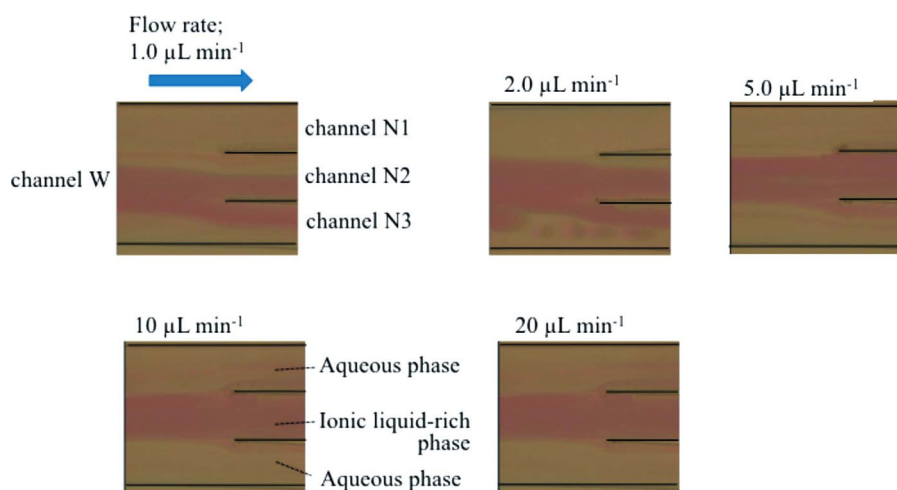 Flow rate;
1.0 µL min⁻¹
2.0 µL min⁻¹
5.0 µL min⁻¹
channel N1
channel W
channel N2
channel N3
10 µL min⁻¹
20 µL min⁻¹
Aqueous phase
Ionic liquid-rich
phase
Aqueous phase